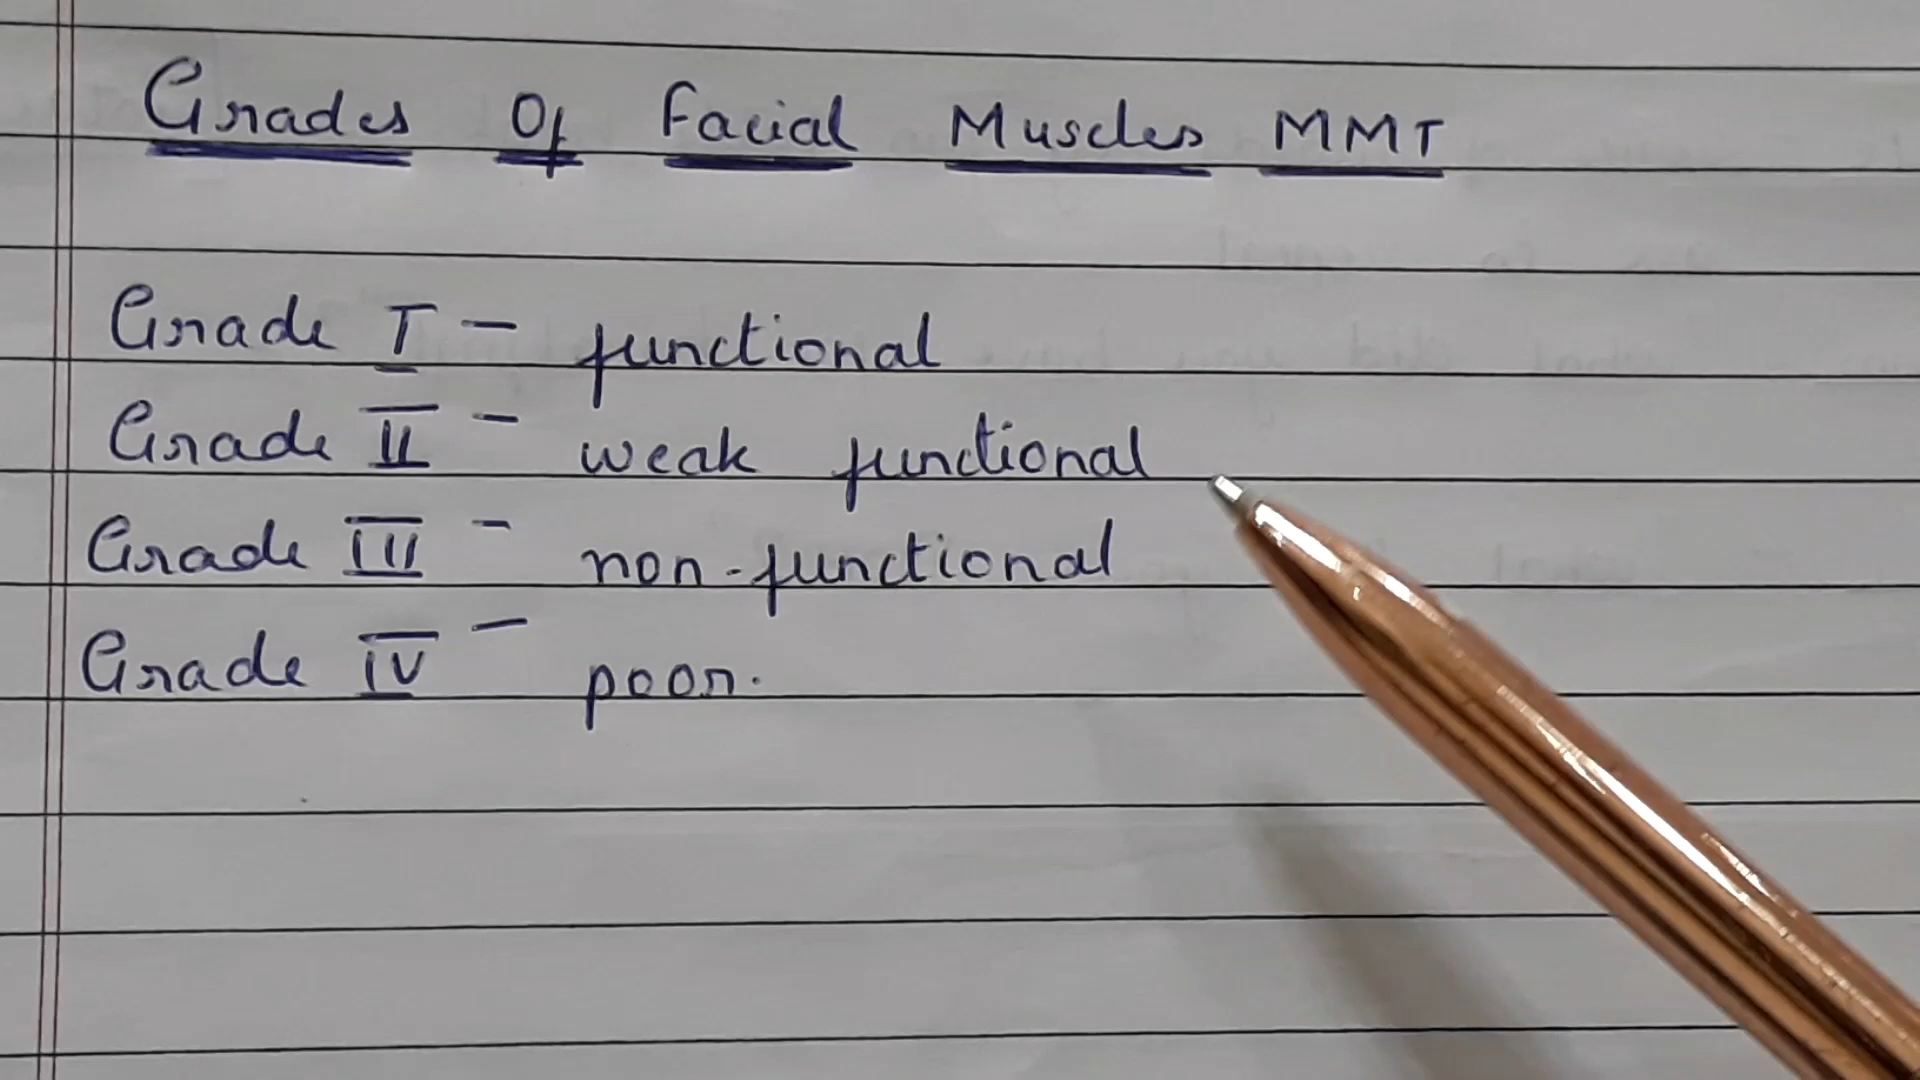 Grades Of Facial Muscles MMT
Grade I - functional
Grade II - weak functional
Grade III - non-functional
Grade IV - poor.